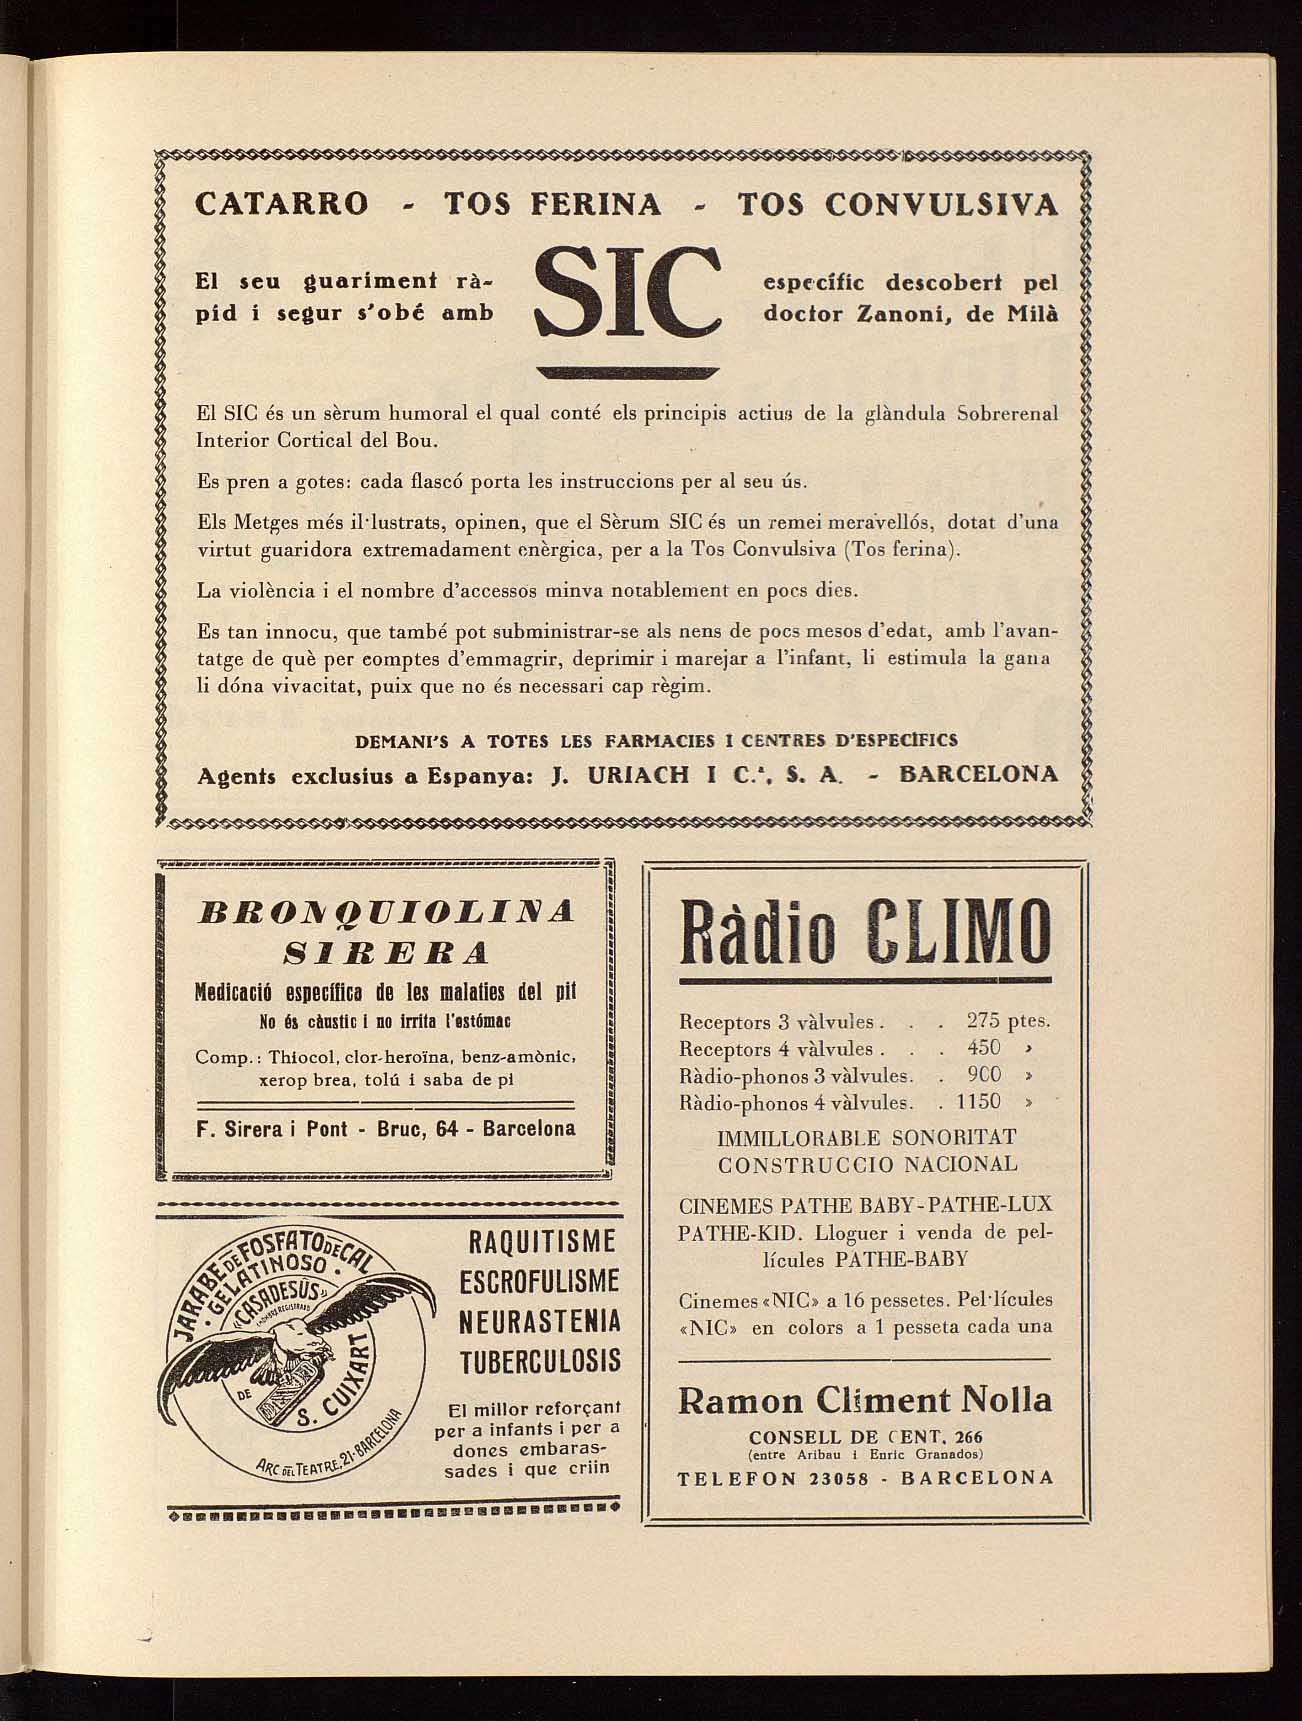 CATARRO - TOS FERINA - TOS CONVULSIVA
El seu guariment rà-
pid i segur s'obé amb
SIC
específic descobert pel
doctor Zanoni, de Milà
El SIC és un sèrum humoral el qual conté els principis actius de la glàndula Sobrerenal
Interior Cortical del Bou.
Es pren a gotes: cada flascó porta les instruccions per al seu ús.
Els Metges més il·lustrats, opinen, que el Sèrum SIC és un remei meravellós, dotat d'una
virtut guaridora extremadament enèrgica, per a la Tos Convulsiva (Tos ferina).
La violència i el nombre d'accessos minva notablement en pocs dies.
Es tan innocu, que també pot subministrar-se als nens de pocs mesos d'edat, amb l'avan-
tatge de què per comptes d'emmagrir, deprimir i marejar a l'infant, li estimula la gana
li dóna vivacitat, puix que no és necessari cap règim.
DEMANI'S A TOTES LES FARMACIES I CENTRES D'ESPECÍFICS
Agents exclusius a Espanya: J. URIACH I C.ª, S. A. - BARCELONA
BRONQUIOLINA
SIRERA
Medicació específica de les malaties del pit
No és càustic i no irrita l'estómac
Comp.: Thiocol, clor-heroïna, benz-amònic,
xerop brea, tolú i saba de pi
F. Sirera i Pont - Bruc, 64 - Barcelona
JARABE DE FOSFATO DE CAL
· GELATINOSO ·
«CASADESÚS»
(NOMBRE REGISTRADO)
DE
S. CUIXART
ARC DEL TEATRE, 21 - BARCELONA
RAQUITISME
ESCROFULISME
NEURASTENIA
TUBERCULOSIS
El millor reforçant
per a infants i per a
dones embaras-
sades i que criin
Ràdio CLIMO
Receptors 3 vàlvules . . . 275 ptes.
Receptors 4 vàlvules . . . 450 »
Ràdio-phonos 3 vàlvules. . 900 »
Ràdio-phonos 4 vàlvules. . 1150 »
IMMILLORABLE SONORITAT
CONSTRUCCIO NACIONAL
CINEMES PATHE BABY - PATHE-LUX
PATHE-KID. Lloguer i venda de pel-
lícules PATHE-BABY
Cinemes «NIC» a 16 pessetes. Pel·lícules
«NIC» en colors a 1 pesseta cada una
Ramon Climent Nolla
CONSELL DE CENT, 266
(entre Aribau i Enric Granados)
TELEFON 23058 - BARCELONA